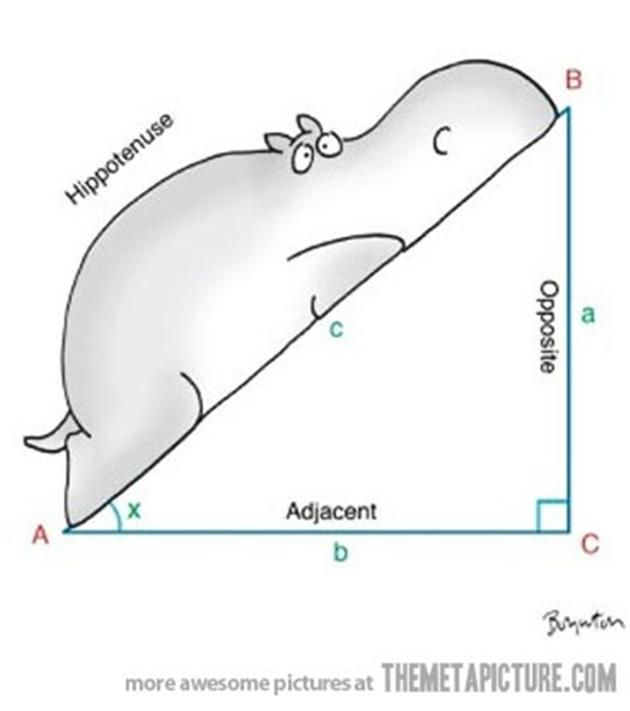 B
Hippotenuse
Opposite
a
c
x
Adjacent
A
b
C
Boynton
more awesome pictures at THEMETAPICTURE.COM